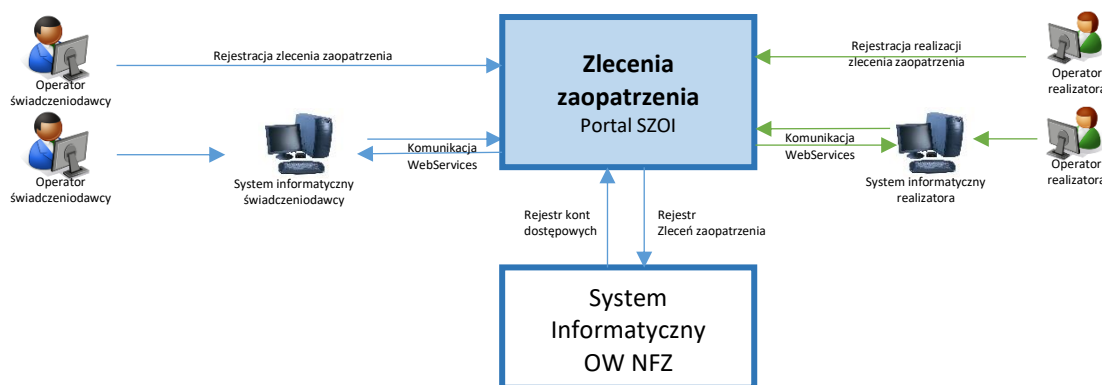 Operator
świadczeniodawcy
Rejestracja zlecenia zaopatrzenia
Zlecenia
zaopatrzenia
Portal SZOI
Rejestracja realizacji
zlecenia zaopatrzenia
Operator
realizatora
Operator
świadczeniodawcy
System informatyczny
świadczeniodawcy
Komunikacja
WebServices
Komunikacja
WebServices
System informatyczny
realizatora
Operator
realizatora
Rejestr kont
dostępowych
Rejestr
Zleceń zaopatrzenia
System
Informatyczny
OW NFZ